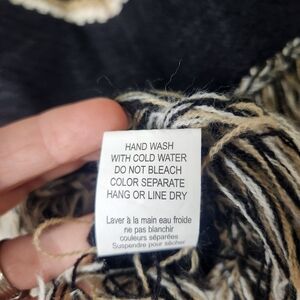 HAND WASH
WITH COLD WATER
DO NOT BLEACH
COLOR SEPARATE
HANG OR LINE DRY
Laver à la main eau froide
ne pas blanchir
couleurs séparées
Suspendre pour sécher